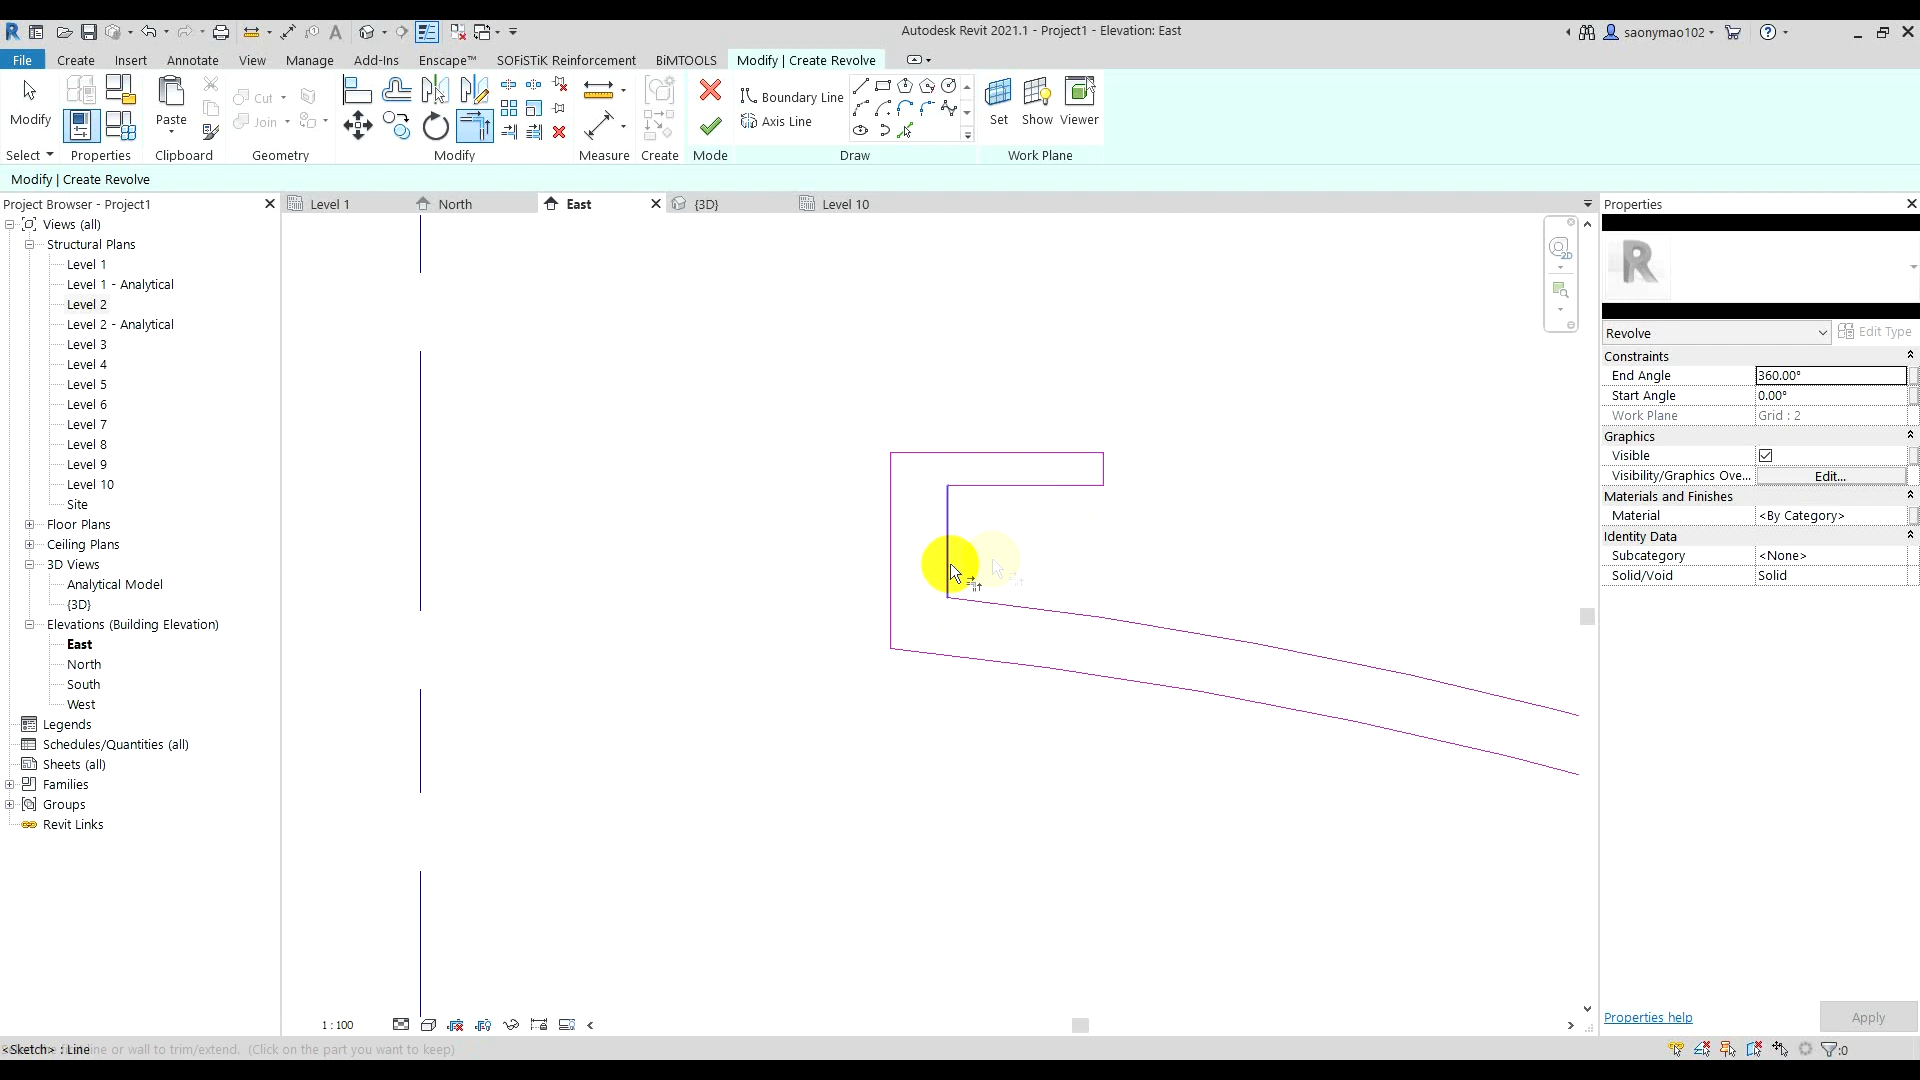 Autodesk Revit 2021.1 - Project1 - Elevation: East
saonymao102
File
Create
Insert
Annotate
View
Manage
Add-Ins
Enscape™
SOFiSTiK Reinforcement
BiMTOOLS
Modify | Create Revolve
Modify
Paste
Cut
Join
Boundary Line
Axis Line
Set
Show
Viewer
Select
Properties
Clipboard
Geometry
Modify
Measure
Create
Mode
Draw
Work Plane
Modify | Create Revolve
Project Browser - Project1
Views (all)
Structural Plans
Level 1
Level 1 - Analytical
Level 2
Level 2 - Analytical
Level 3
Level 4
Level 5
Level 6
Level 7
Level 8
Level 9
Level 10
Site
Floor Plans
Ceiling Plans
3D Views
Analytical Model
{3D}
Elevations (Building Elevation)
East
North
South
West
Legends
Schedules/Quantities (all)
Sheets (all)
Families
Groups
Revit Links
Level 1
North
East
{3D}
Level 10
2D
1 : 100
Properties
R
Revolve
Edit Type
Constraints
End Angle 360.00°
Start Angle 0.00°
Work Plane Grid : 2
Graphics
Visible
Visibility/Graphics Ove... Edit...
Materials and Finishes
Material <By Category>
Identity Data
Subcategory <None>
Solid/Void Solid
Properties help
Apply
<Sketch> : Line
line or wall to trim/extend. (Click on the part you want to keep)
:0